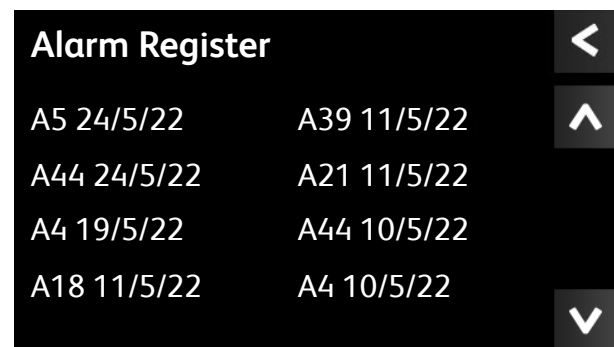 Alarm Register
A5 24/5/22
A44 24/5/22
A4 19/5/22
A18 11/5/22
A39 11/5/22
A21 11/5/22
A44 10/5/22
A4 10/5/22